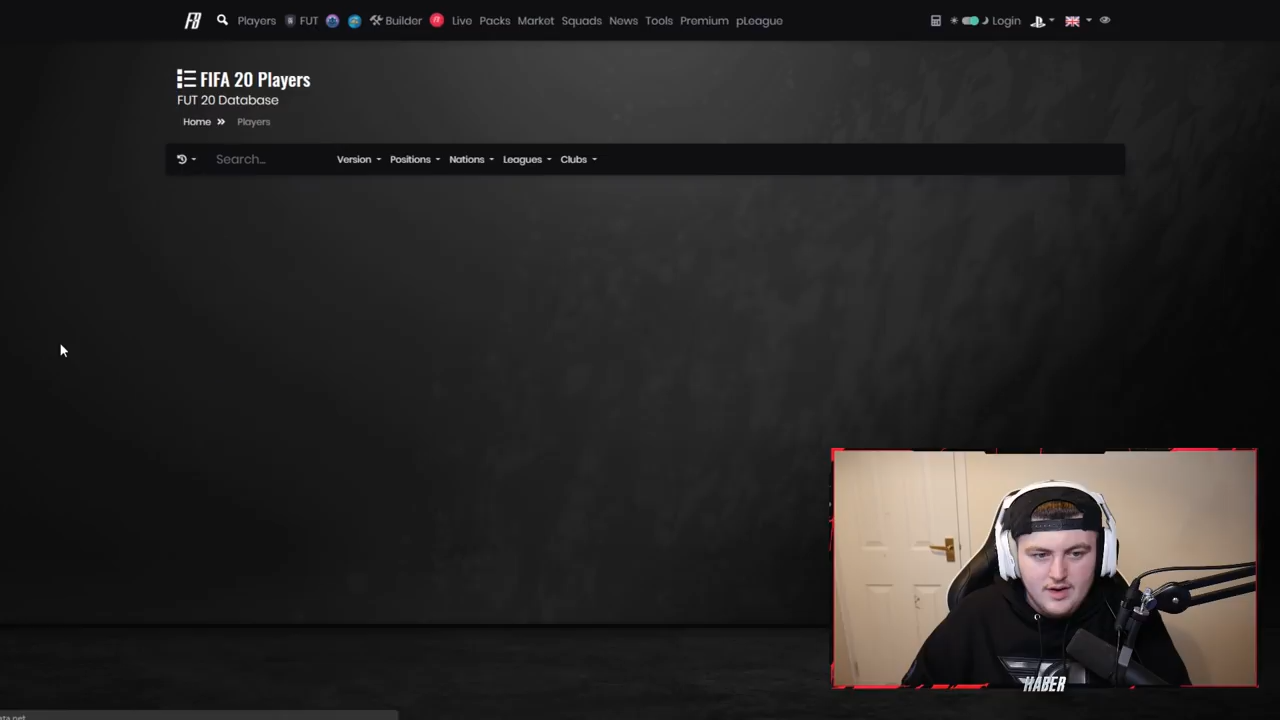 FB Players FUT Builder Live Packs Market Squads News Tools Premium pLeague Login
FIFA 20 Players
FUT 20 Database
Home » Players
Search... Version Positions Nations Leagues Clubs
HABER